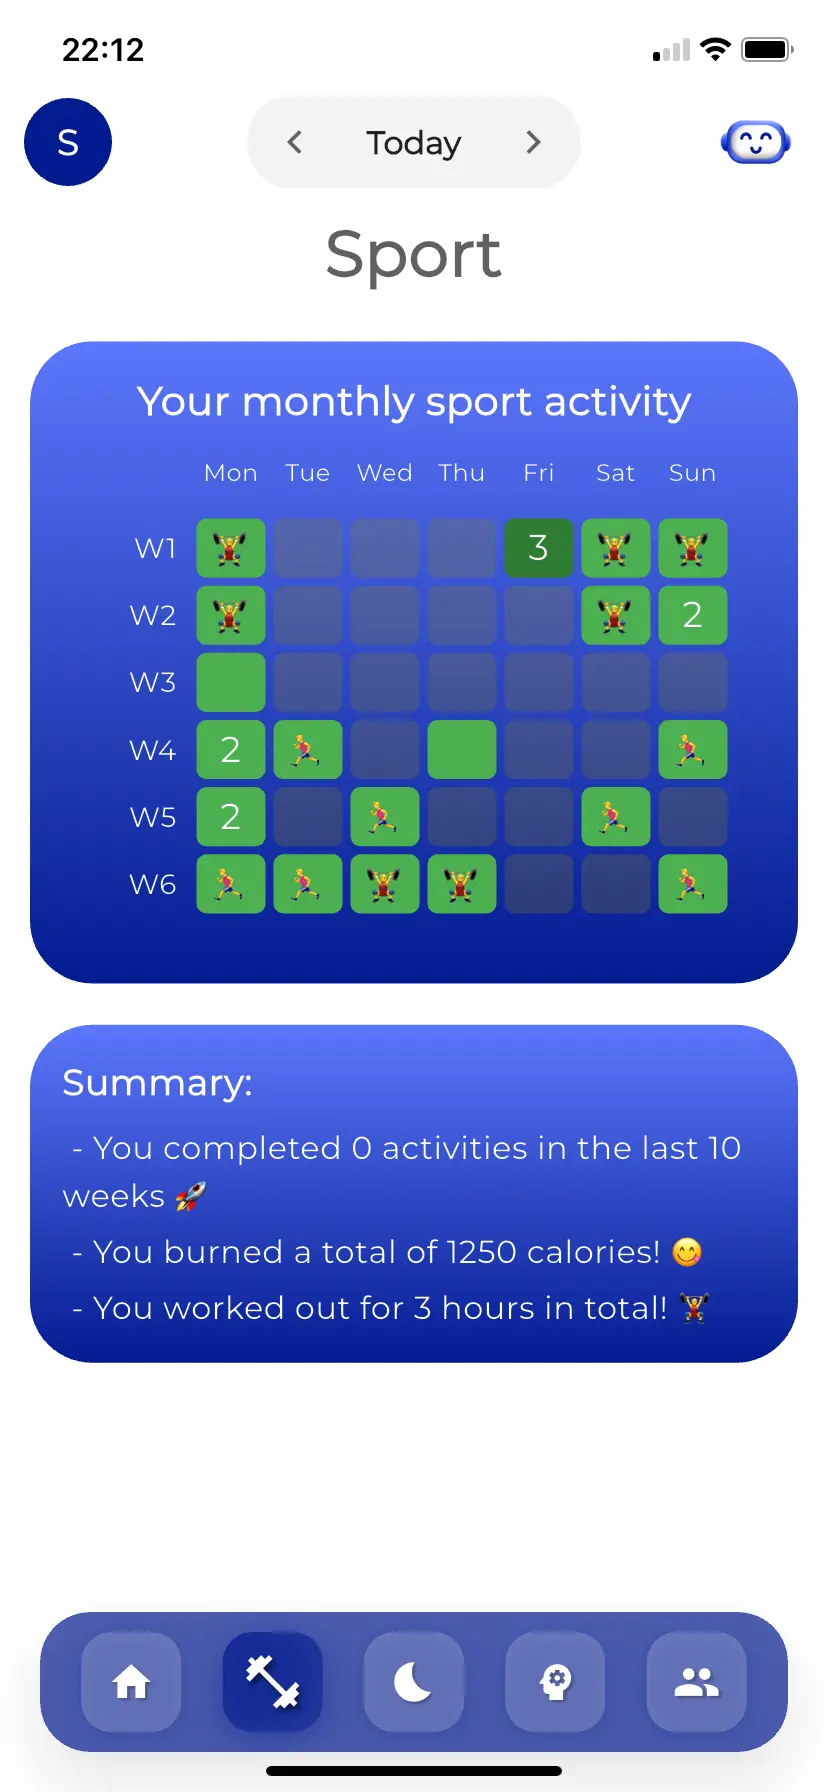 22:12
S
Today
Sport
Your monthly sport activity
Mon Tue Wed Thu Fri Sat Sun
W1 3
W2 2
W3
W4 2
W5 2
W6
Summary:
- You completed 0 activities in the last 10
weeks 🚀
- You burned a total of 1250 calories! 😋
- You worked out for 3 hours in total! 🏋️